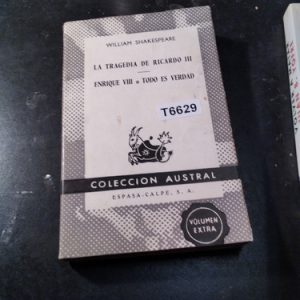 WILLIAM SHAKESPEARE
LA TRAGEDIA DE RICARDO III
ENRIQUE VIII o TODO ES VERDAD
T6629
COLECCION AUSTRAL
ESPASA-CALPE, S. A.
VOLUMEN
EXTRA